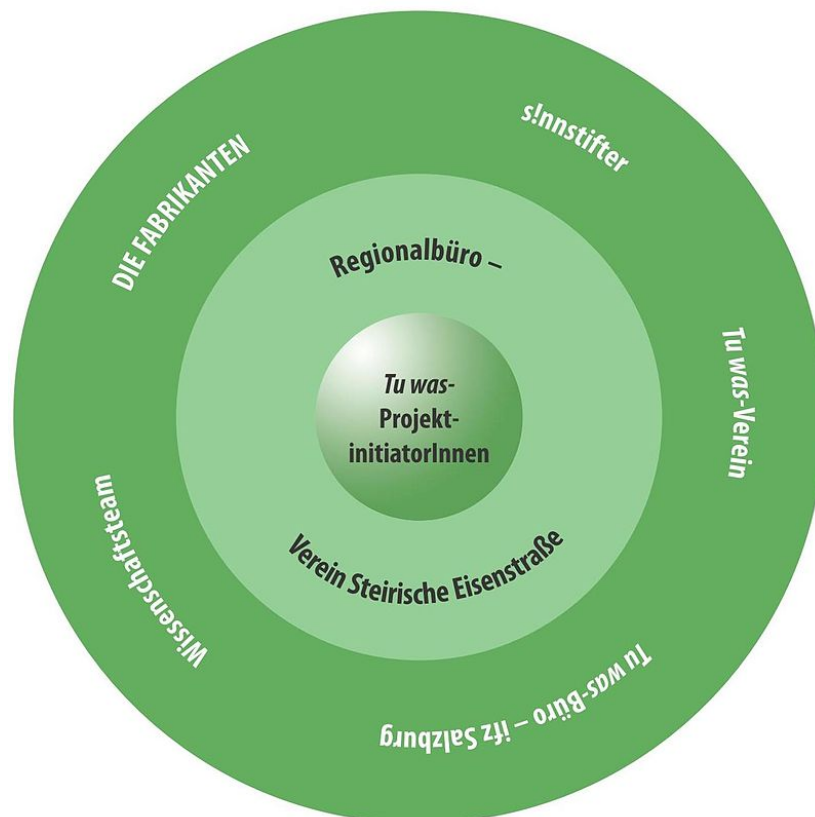 DIE FABRIKANTEN
s!nnstifter
Tu was-Verein
Tu was-Büro – ifz Salzburg
Wissenschaftsteam
Regionalbüro –
Verein Steirische Eisenstraße
Tu was-
Projekt-
initiatorInnen